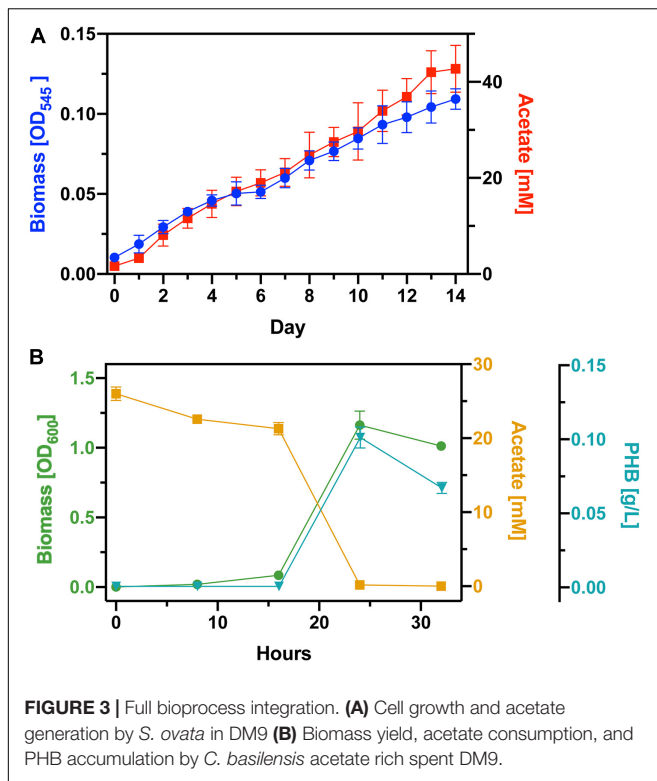 A
0.15
0.10
0.05
0.00
Biomass [OD545]
40
20
0
Acetate [mM]
0 2 4 6 8 10 12 14
Day
B
1.5
1.0
0.5
0.0
Biomass [OD600]
30
20
10
0
Acetate [mM]
0.15
0.10
0.05
0.00
PHB [g/L]
0 10 20 30
Hours
FIGURE 3 | Full bioprocess integration. (A) Cell growth and acetate
generation by S. ovata in DM9 (B) Biomass yield, acetate consumption, and
PHB accumulation by C. basilensis acetate rich spent DM9.